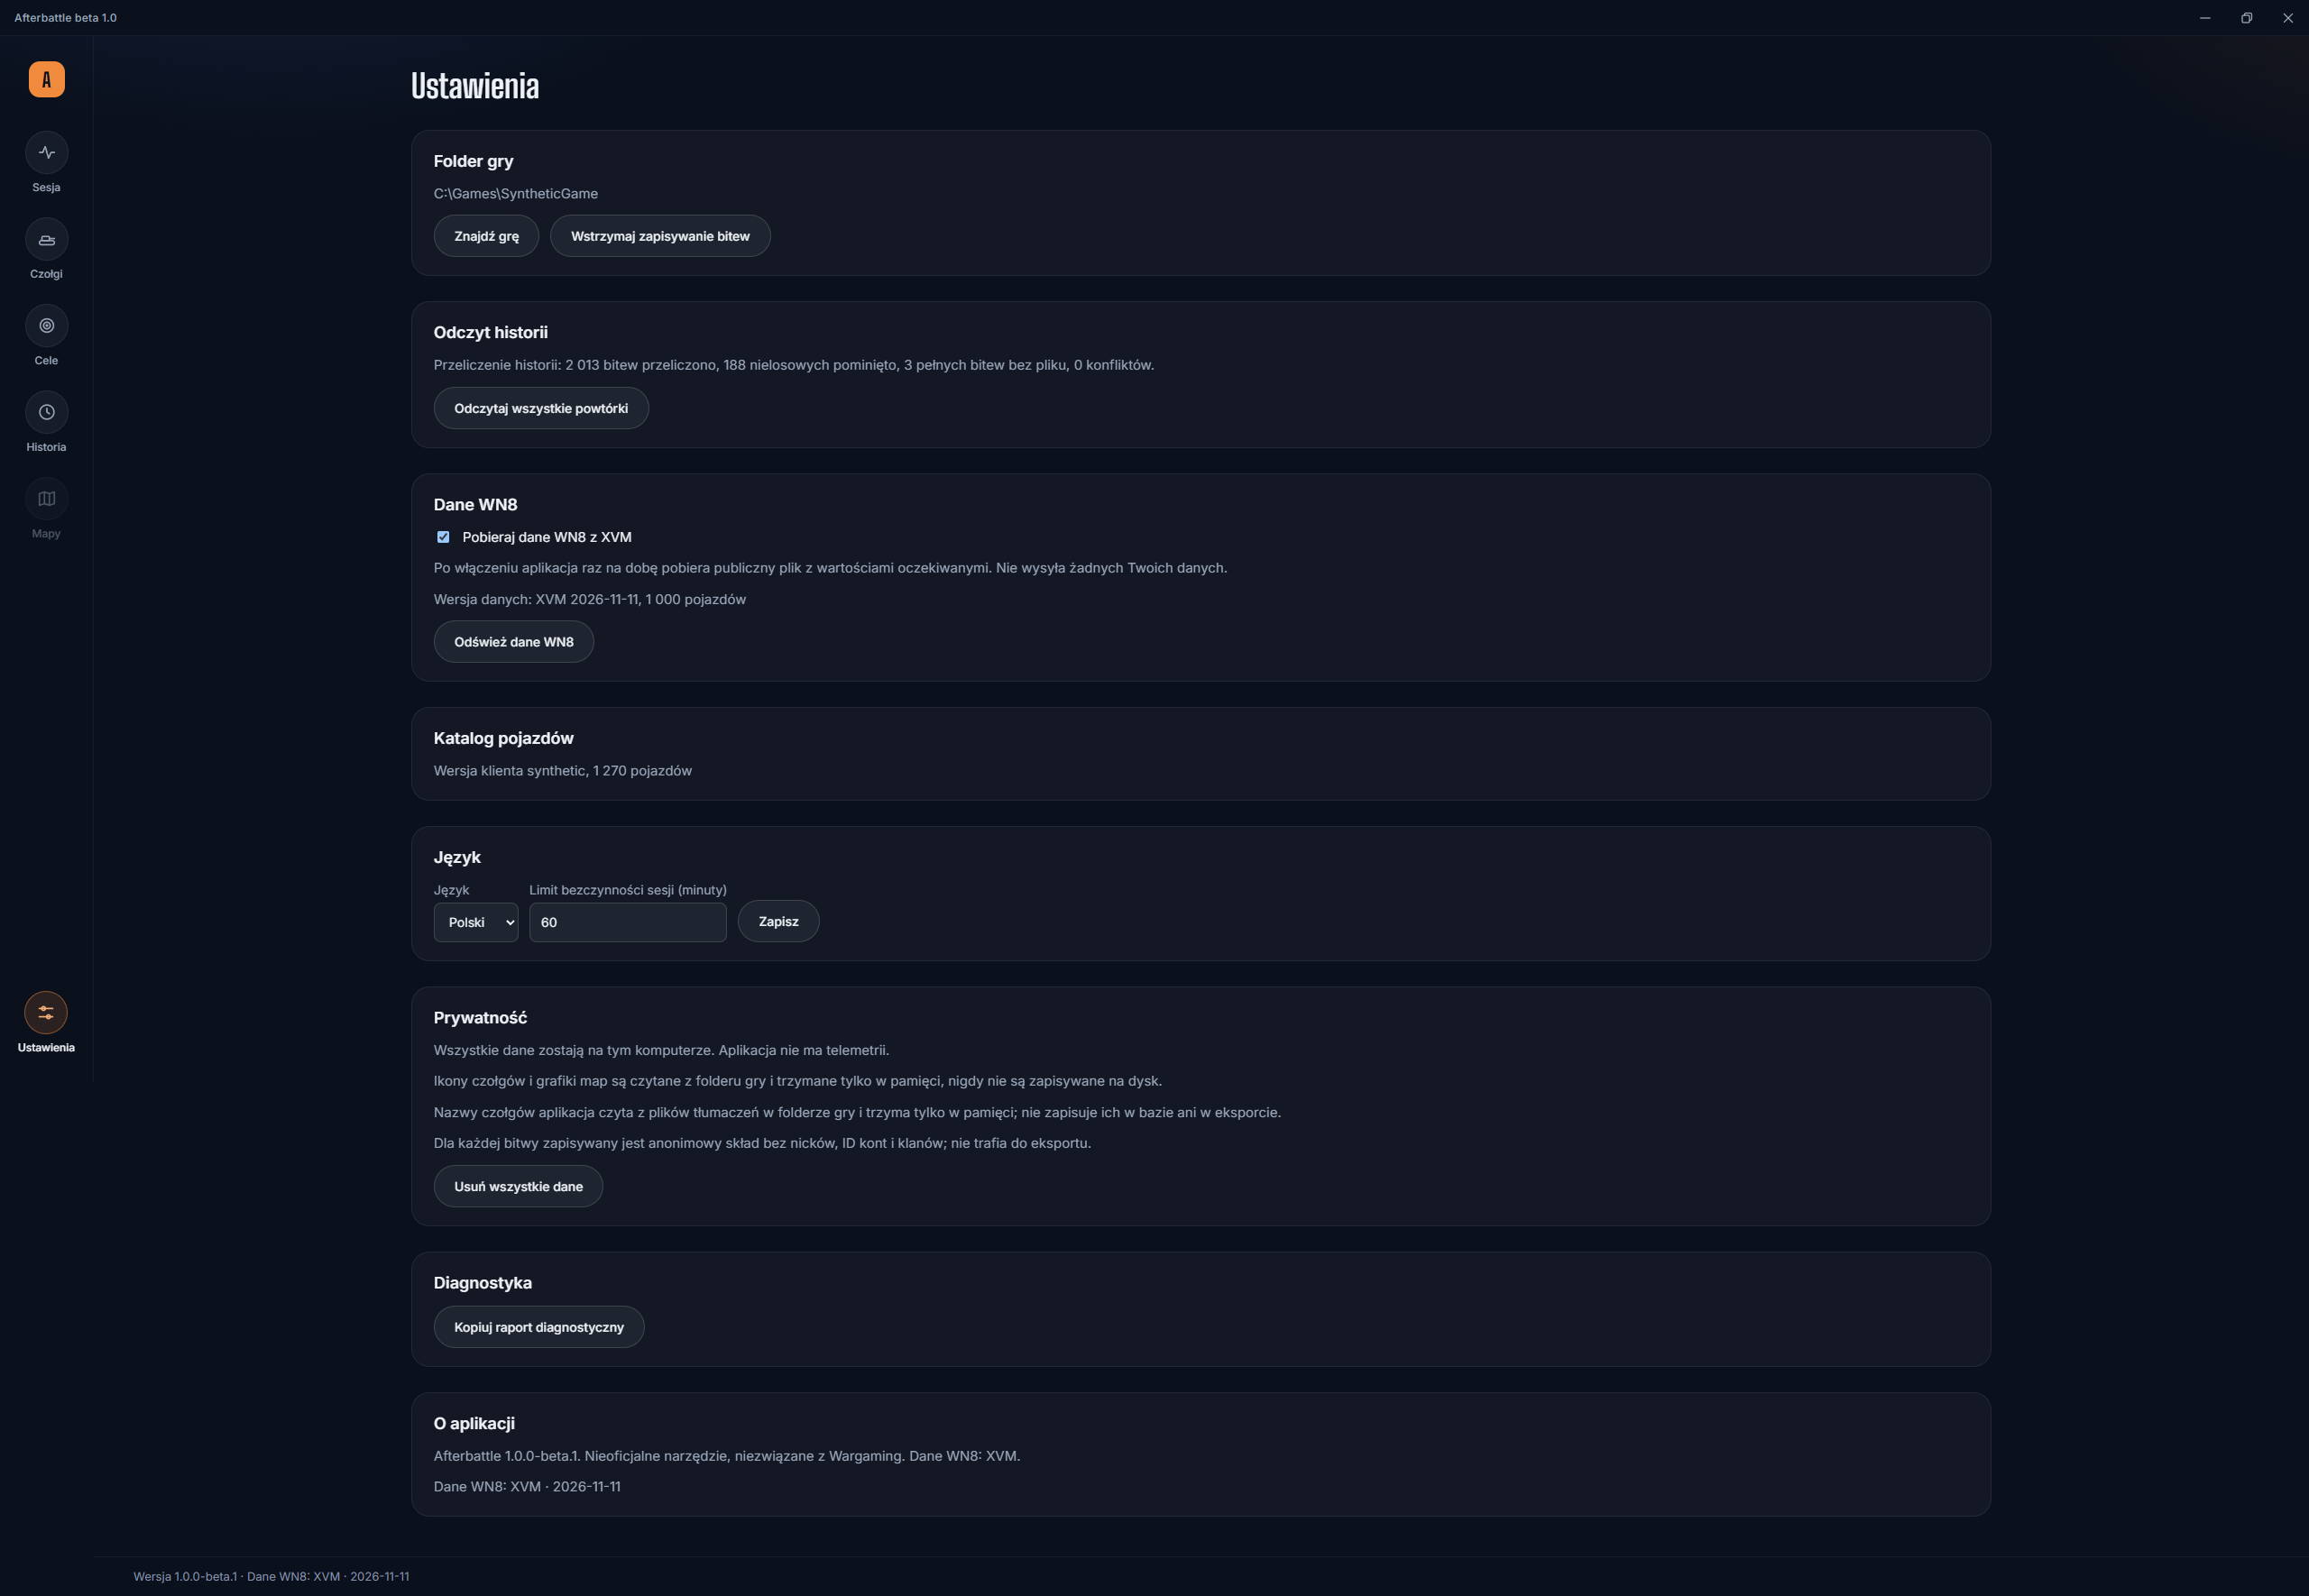 Afterbattle beta 1.0
A
Sesja
Czołgi
Cele
Historia
Mapy
Ustawienia
Ustawienia
Folder gry
C:\Games\SyntheticGame
Znajdź grę
Wstrzymaj zapisywanie bitew
Odczyt historii
Przeliczenie historii: 2 013 bitew przeliczono, 188 nielosowych pominięto, 3 pełnych bitew bez pliku, 0 konfliktów.
Odczytaj wszystkie powtórki
Dane WN8
Pobieraj dane WN8 z XVM
Po włączeniu aplikacja raz na dobę pobiera publiczny plik z wartościami oczekiwanymi. Nie wysyła żadnych Twoich danych.
Wersja danych: XVM 2026-11-11, 1 000 pojazdów
Odśwież dane WN8
Katalog pojazdów
Wersja klienta synthetic, 1 270 pojazdów
Język
Język
Limit bezczynności sesji (minuty)
Polski
60
Zapisz
Prywatność
Wszystkie dane zostają na tym komputerze. Aplikacja nie ma telemetrii.
Ikony czołgów i grafiki map są czytane z folderu gry i trzymane tylko w pamięci, nigdy nie są zapisywane na dysk.
Nazwy czołgów aplikacja czyta z plików tłumaczeń w folderze gry i trzyma tylko w pamięci; nie zapisuje ich w bazie ani w eksporcie.
Dla każdej bitwy zapisywany jest anonimowy skład bez nicków, ID kont i klanów; nie trafia do eksportu.
Usuń wszystkie dane
Diagnostyka
Kopiuj raport diagnostyczny
O aplikacji
Afterbattle 1.0.0-beta.1. Nieoficjalne narzędzie, niezwiązane z Wargaming. Dane WN8: XVM.
Dane WN8: XVM · 2026-11-11
Wersja 1.0.0-beta.1 · Dane WN8: XVM · 2026-11-11